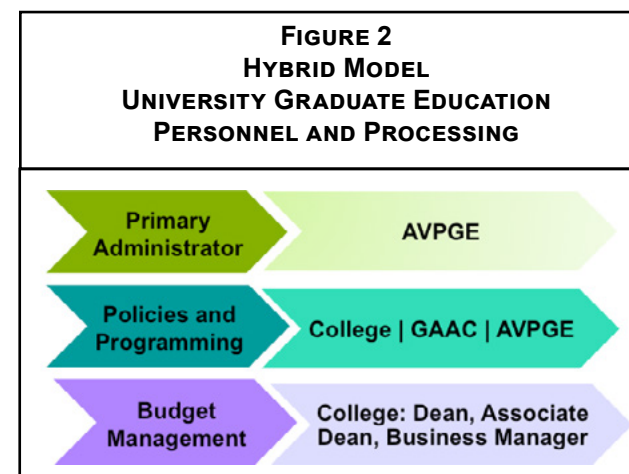 FIGURE 2
HYBRID MODEL
UNIVERSITY GRADUATE EDUCATION
PERSONNEL AND PROCESSING
Primary
Administrator
AVPGE
Policies and
Programming
College | GAAC | AVPGE
Budget
Management
College: Dean, Associate
Dean, Business Manager